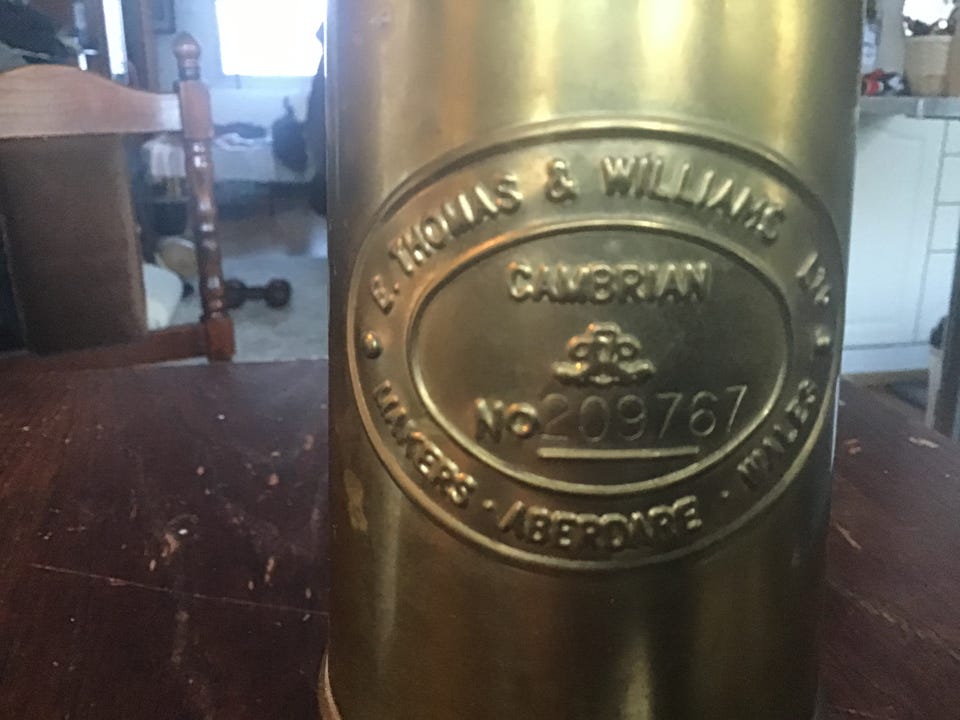 E. THOMAS & WILLIAMS LTD
CAMBRIAN
No 209767
MAKERS · ABERDARE · WALES